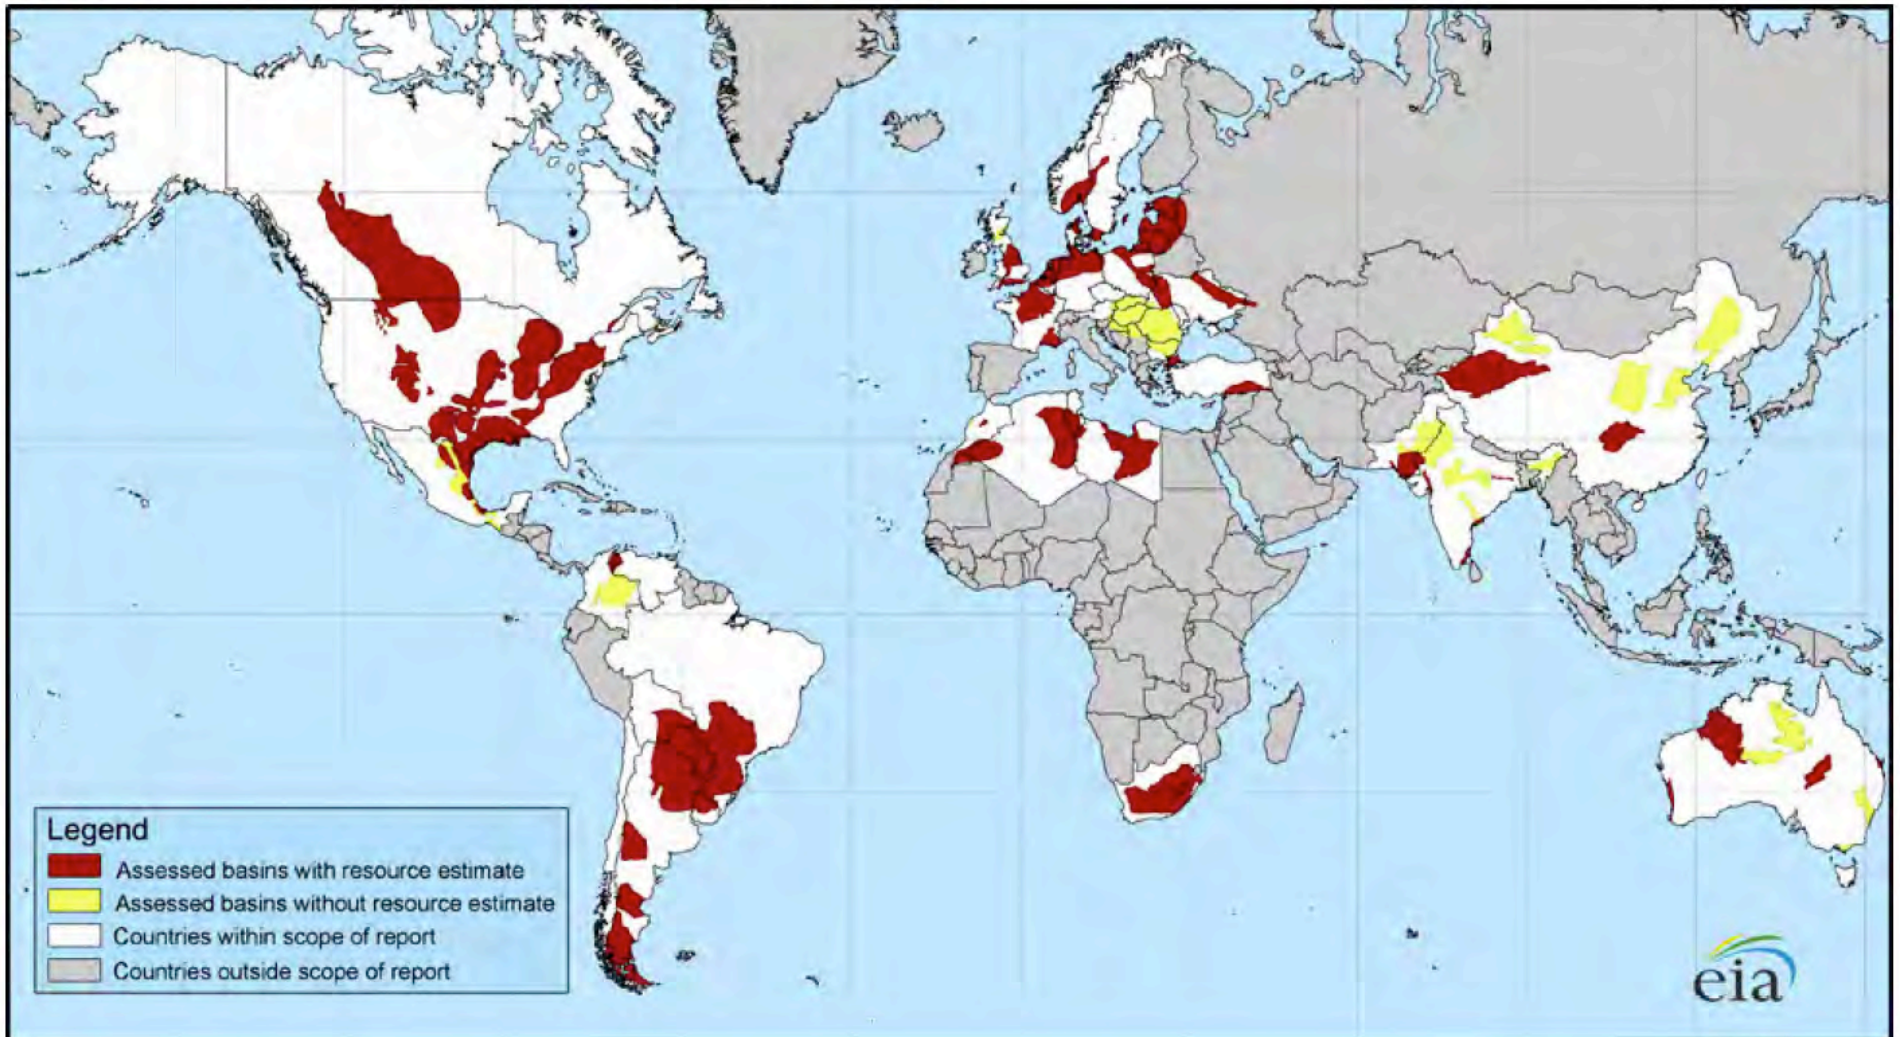 Legend
Assessed basins with resource estimate
Assessed basins without resource estimate
Countries within scope of report
Countries outside scope of report
eia